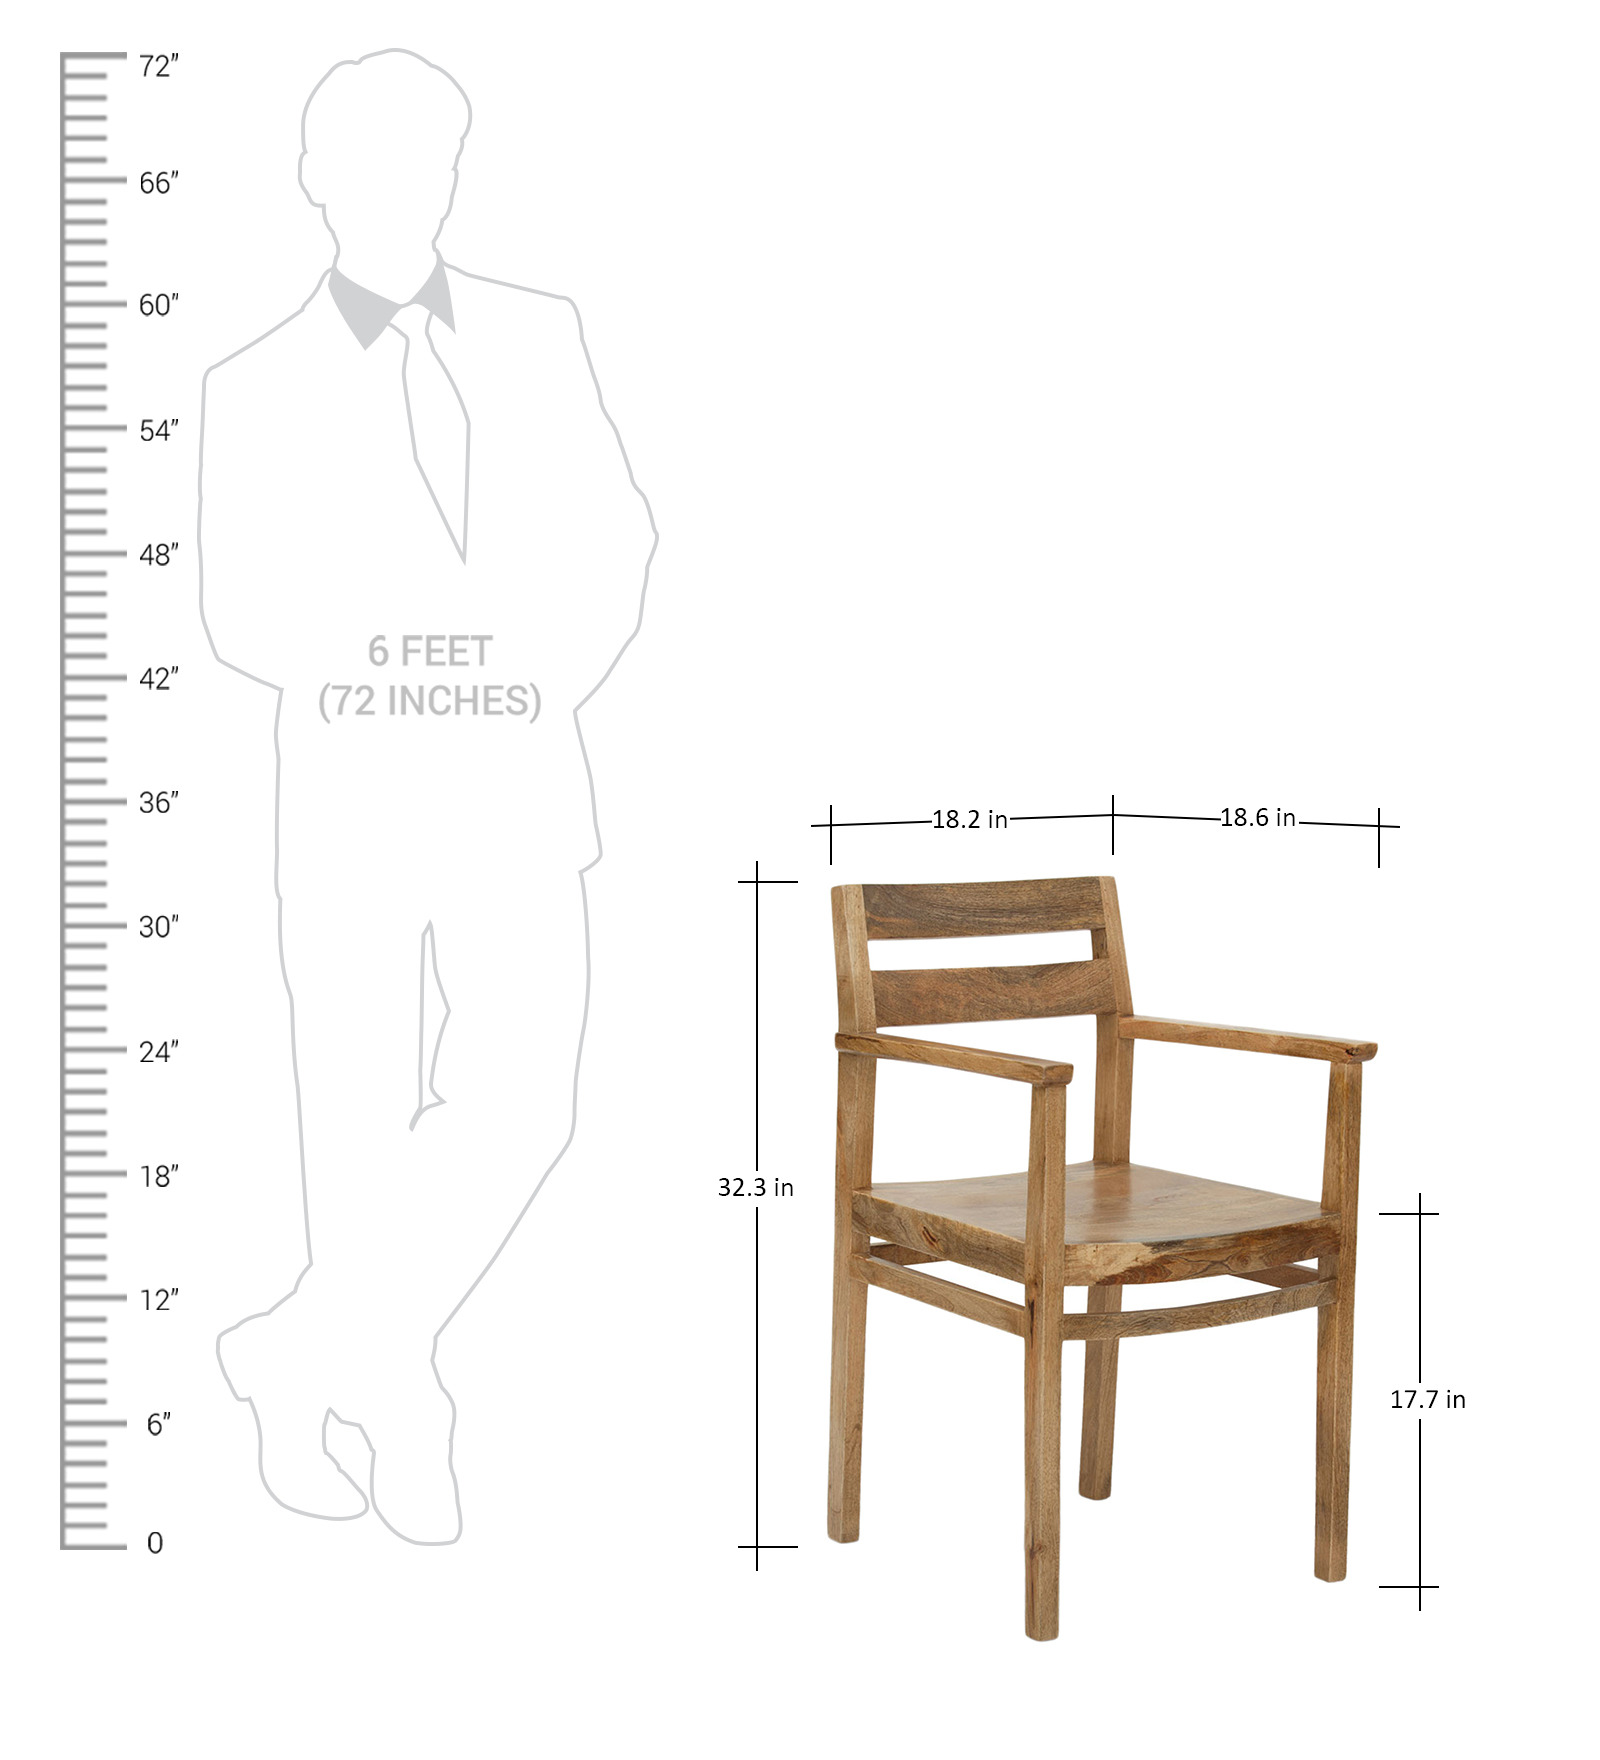 72”
66”
60”
54”
48”
42”
36”
30”
24”
18”
12”
6”
0
6 FEET
(72 INCHES)
18.2 in
18.6 in
32.3 in
17.7 in